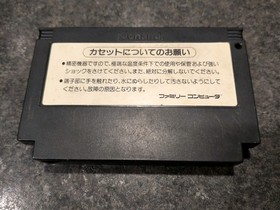 カセットについてのお願い
●精密機器ですので、極端な温度条件下での使用や保管および強い
ショックをさけてください。また、絶対に分解しないでください。
●端子部に手を触れたり、水にぬらしたりして汚さないようにして
ください。故障の原因となります。
ファミリー コンピュータ